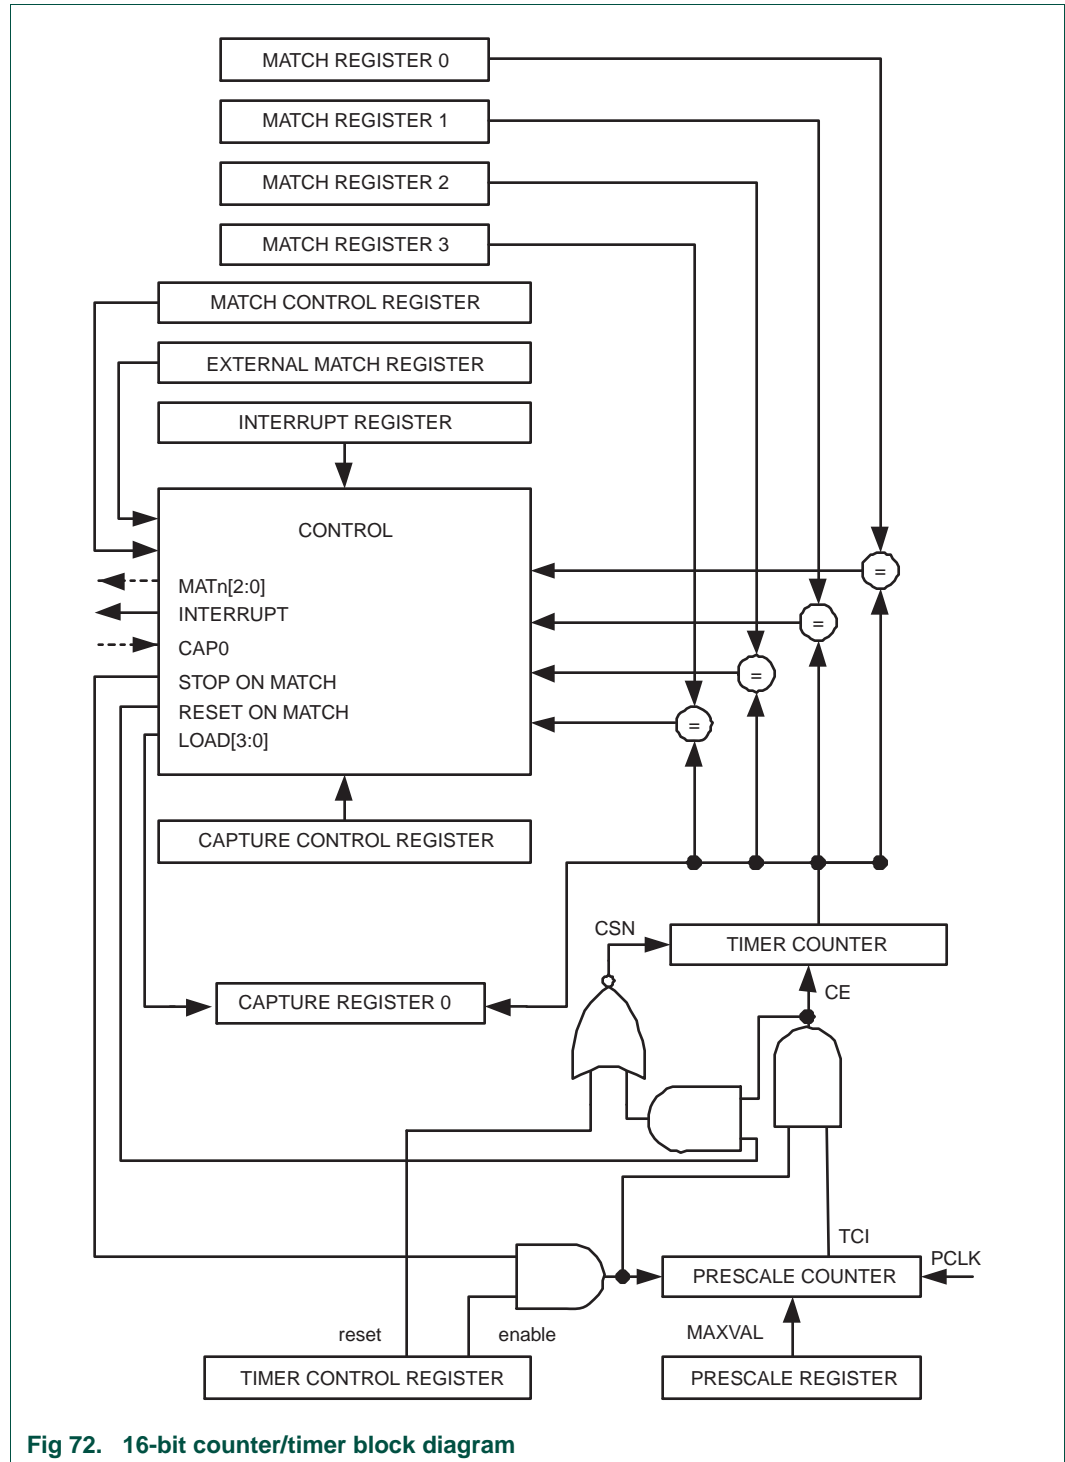 MATCH REGISTER 0
MATCH REGISTER 1
MATCH REGISTER 2
MATCH REGISTER 3
MATCH CONTROL REGISTER
EXTERNAL MATCH REGISTER
INTERRUPT REGISTER
CONTROL
=
=
=
=
MATn[2:0]
INTERRUPT
CAP0
STOP ON MATCH
RESET ON MATCH
LOAD[3:0]
CAPTURE CONTROL REGISTER
CSN
TIMER COUNTER
CE
CAPTURE REGISTER 0
TCI
PCLK
PRESCALE COUNTER
reset
enable
MAXVAL
TIMER CONTROL REGISTER
PRESCALE REGISTER
Fig 72. 16-bit counter/timer block diagram